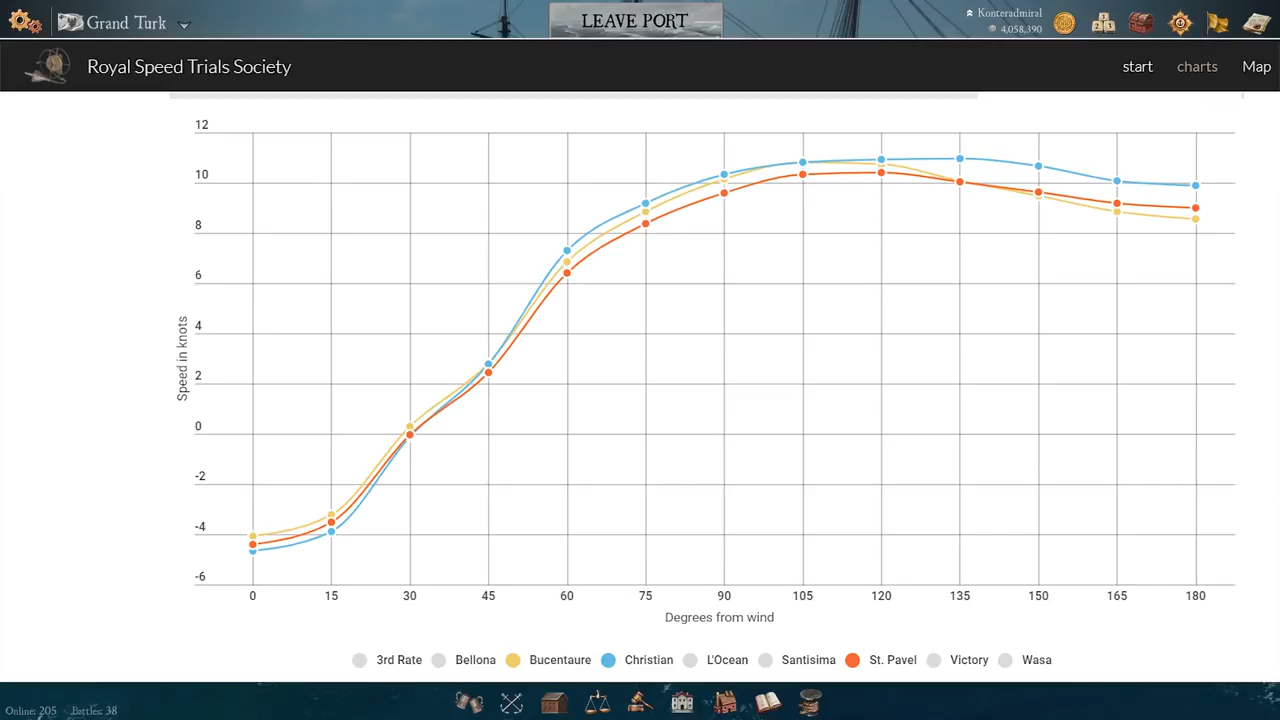 Grand Turk
LEAVE PORT
Konteradmiral
4,058,390
Royal Speed Trials Society
start charts Map
12
10
8
6
4
2
0
-2
-4
-6
Speed in knots
0 15 30 45 60 75 90 105 120 135 150 165 180
Degrees from wind
3rd Rate Bellona Bucentaure Christian L'Ocean Santisima St. Pavel Victory Wasa
Online: 205 Battles: 38